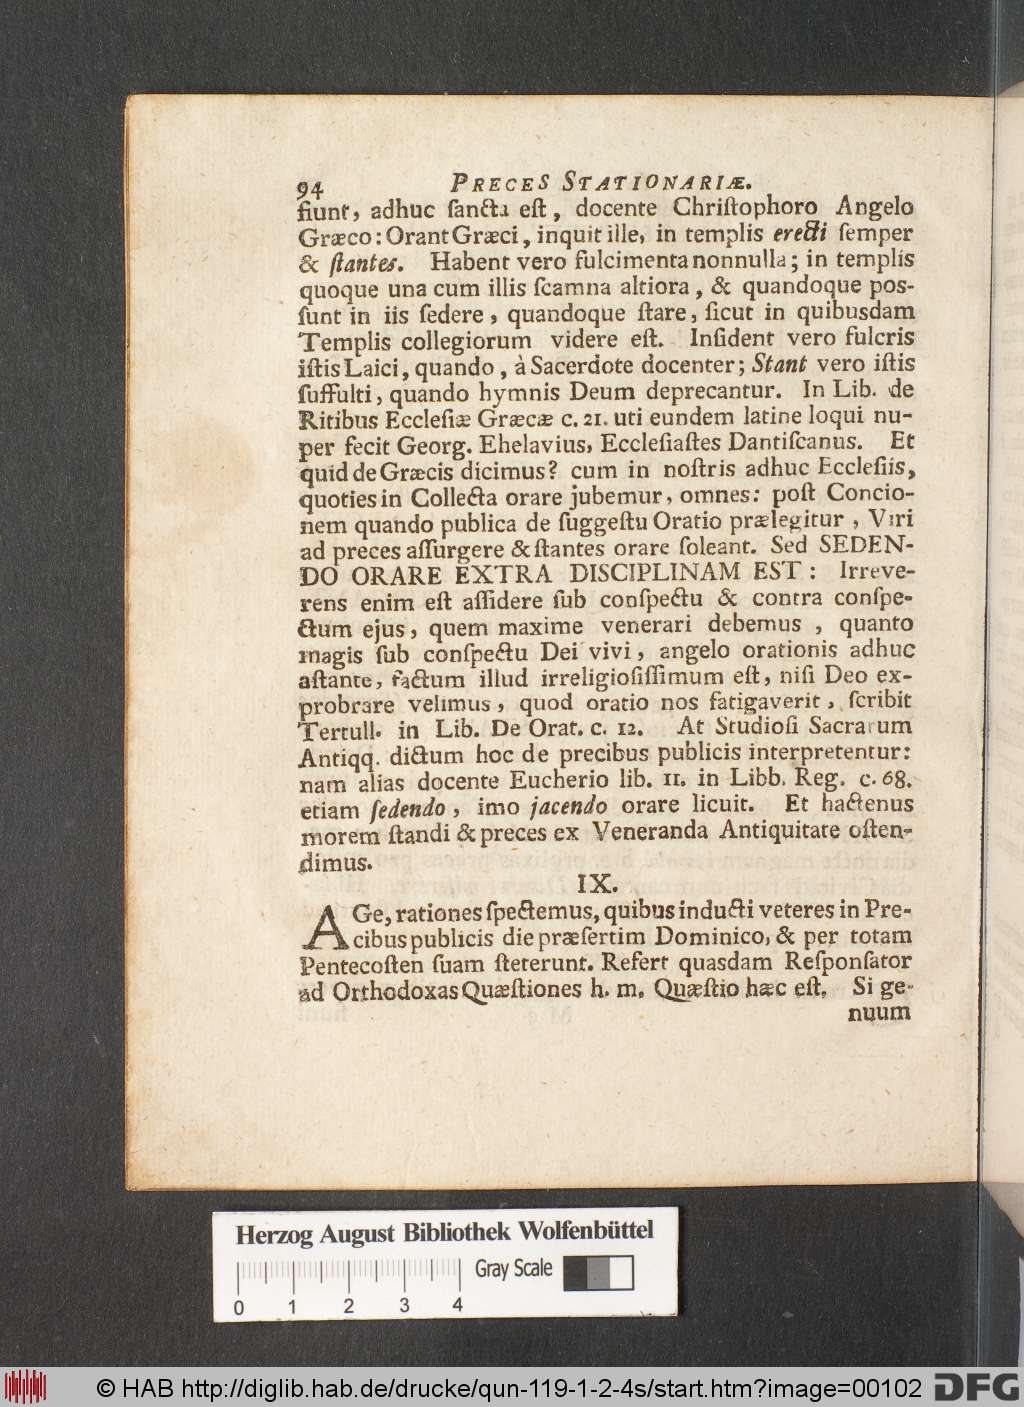 94 PRECES STATIONARIÆ.
fiunt, adhuc ſancta eſt, docente Chriſtophoro Angelo
Græco: Orant Græci, inquit ille, in templis erecti ſemper
& ſtantes. Habent vero fulcimenta nonnulla; in templis
quoque una cum illis ſcamna altiora, & quandoque poſ-
ſunt in iis ſedere, quandoque ſtare, ſicut in quibusdam
Templis collegiorum videre eſt. Inſident vero fulcris
iſtis Laici, quando, à Sacerdote docenter; Stant vero iſtis
ſuffulti, quando hymnis Deum deprecantur. In Lib. de
Ritibus Eccleſiæ Græcæ c. 21. uti eundem latine loqui nu-
per fecit Georg. Ehelavius, Eccleſiaſtes Dantiſcanus. Et
quid de Græcis dicimus? cum in noſtris adhuc Eccleſiis,
quoties in Collecta orare jubemur, omnes: poſt Concio-
nem quando publica de ſuggeſtu Oratio prælegitur, Viri
ad preces aſſurgere & ſtantes orare ſoleant. Sed SEDEN-
DO ORARE EXTRA DISCIPLINAM EST: Irreve-
rens enim eſt aſſidere ſub conſpectu & contra conſpe-
ctum ejus, quem maxime venerari debemus, quanto
magis ſub conſpectu Dei vivi, angelo orationis adhuc
aſtante, factum illud irreligioſiſſimum eſt, niſi Deo ex-
probrare velimus, quod oratio nos fatigaverit, ſcribit
Tertull. in Lib. De Orat. c. 12. At Studioſi Sacrarum
Antiqq. dictum hoc de precibus publicis interpretentur:
nam alias docente Eucherio lib. 11. in Libb. Reg. c. 68.
etiam ſedendo, imo jacendo orare licuit. Et hactenus
morem ſtandi & preces ex Veneranda Antiquitate oſten-
dimus.
IX.
AGe, rationes ſpectemus, quibus inducti veteres in Pre-
cibus publicis die præſertim Dominico, & per totam
Pentecoſten ſuam ſteterunt. Refert quasdam Reſponſator
ad Orthodoxas Quæſtiones h. m. Quæſtio hæc eſt. Si ge-
nuum
Herzog August Bibliothek Wolfenbüttel
Gray Scale
0 1 2 3 4
© HAB http://diglib.hab.de/drucke/qun-119-1-2-4s/start.htm?image=00102 DFG